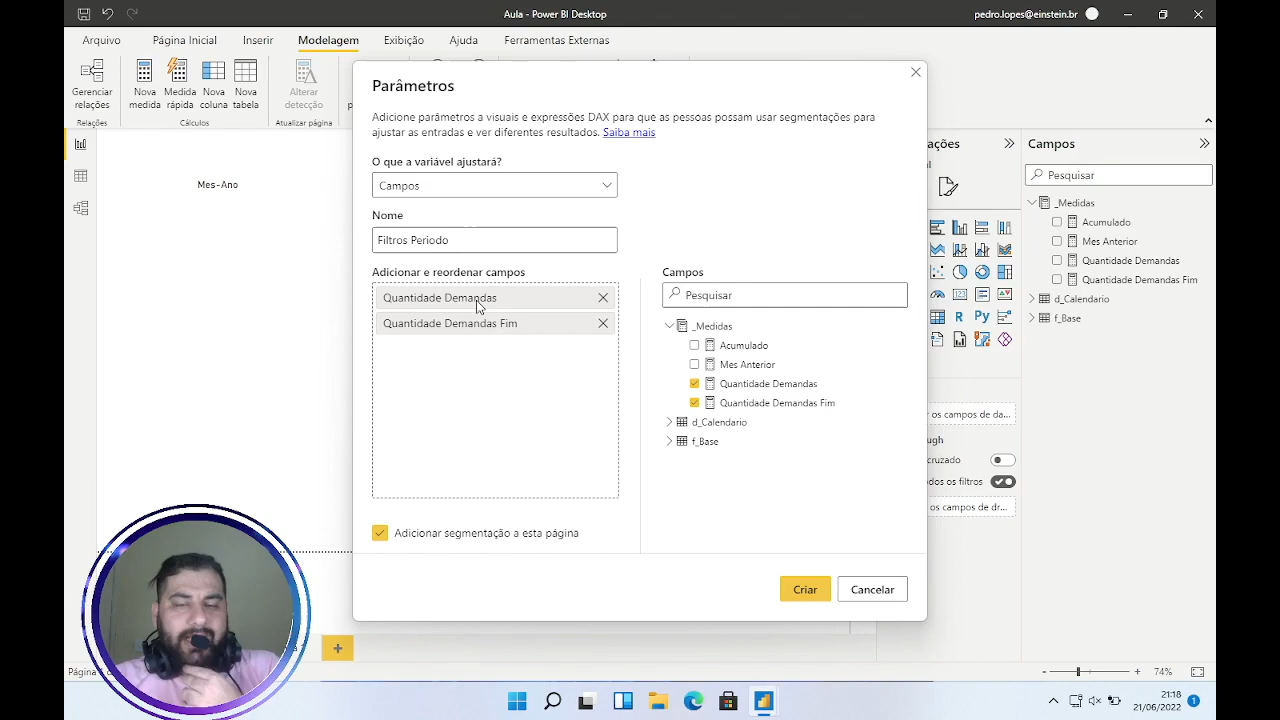 Aula - Power BI Desktop
pedro.lopes@einstein.br
Arquivo
Página Inicial
Inserir
Modelagem
Exibição
Ajuda
Ferramentas Externas
Gerenciar relações
Nova medida
Medida rápida
Nova coluna
Nova tabela
Alterar detecção
Relações
Cálculos
Atualizar página
Mes-Ano
Parâmetros
Adicione parâmetros a visuais e expressões DAX para que as pessoas possam usar segmentações para
ajustar as entradas e ver diferentes resultados. Saiba mais
O que a variável ajustará?
Campos
Nome
Filtros Periodo
Adicionar e reordenar campos
Quantidade Demandas
Quantidade Demandas Fim
Adicionar segmentação a esta página
Campos
Pesquisar
_Medidas
Acumulado
Mes Anterior
Quantidade Demandas
Quantidade Demandas Fim
d_Calendario
f_Base
Criar
Cancelar
ações
R
Py
os campos de da...
ugh
cruzado
odos os filtros
os campos de dr...
Campos
Pesquisar
_Medidas
Acumulado
Mes Anterior
Quantidade Demandas
Quantidade Demandas Fim
d_Calendario
f_Base
Página
74%
21:18
21/06/2022
1